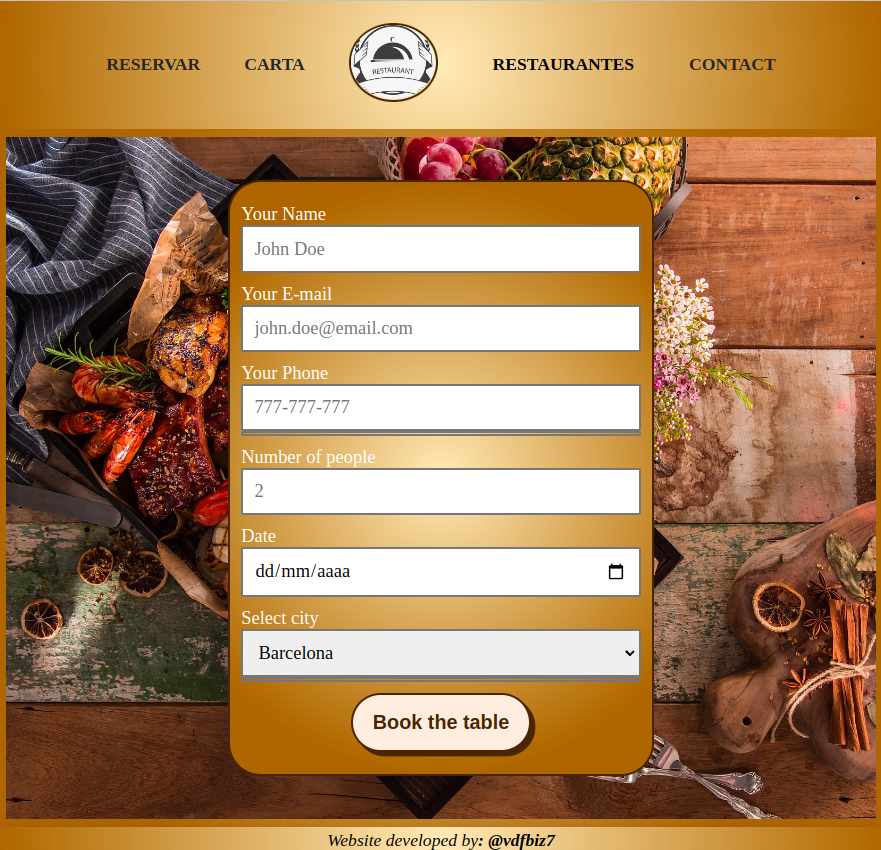 RESERVAR CARTA RESTAURANT RESTAURANTES CONTACT
Your Name
John Doe
Your E-mail
john.doe@email.com
Your Phone
777-777-777
Number of people
2
Date
dd/mm/aaaa
Select city
Barcelona
Book the table
Website developed by: @vdfbiz7